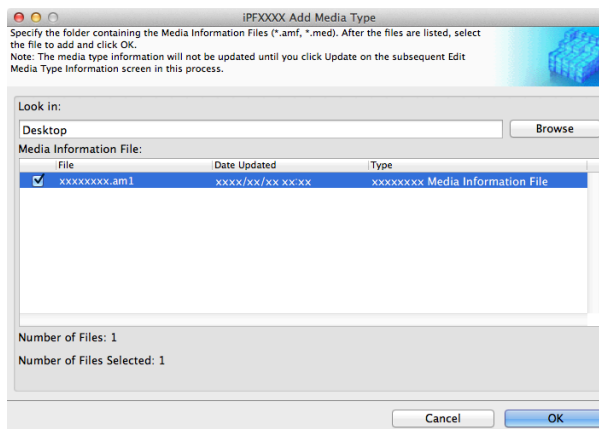 iPFXXXX Add Media Type
Specify the folder containing the Media Information Files (*.amf, *.med). After the files are listed, select
the file to add and click OK.
Note: The media type information will not be updated until you click Update on the subsequent Edit
Media Type Information screen in this process.
Look in:
Desktop Browse
Media Information File:
File Date Updated Type
xxxxxxxx.am1 xxxx/xx/xx xx:xx xxxxxxxx Media Information File
Number of Files: 1
Number of Files Selected: 1
Cancel OK